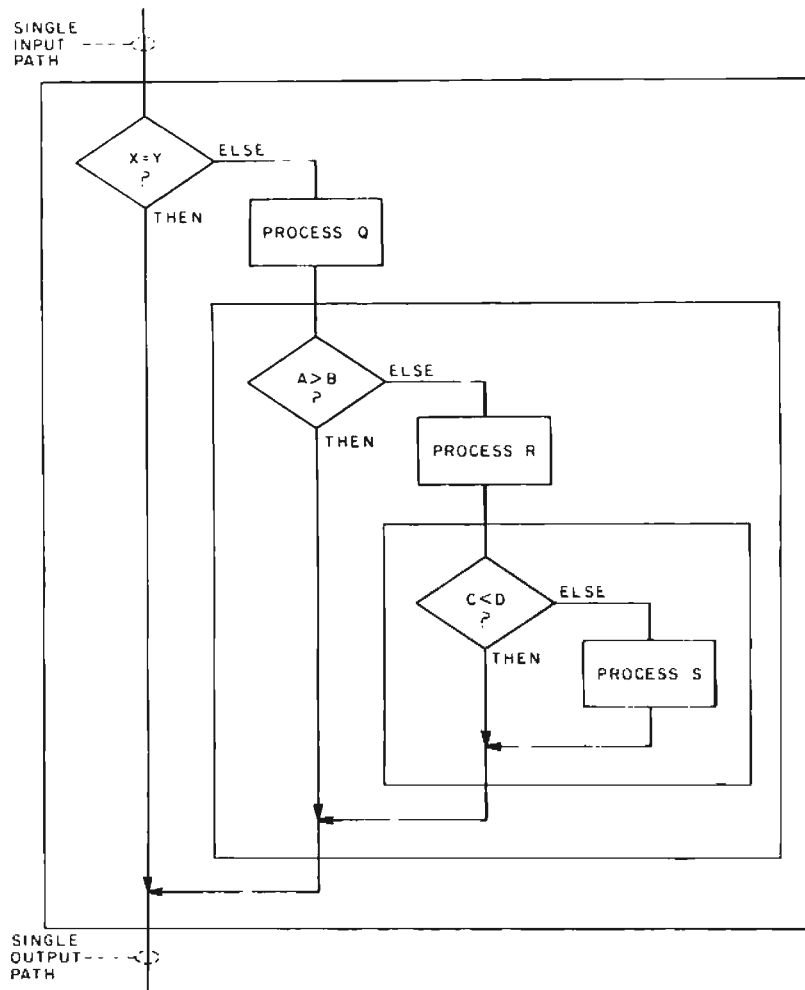 SINGLE
INPUT
PATH
X=Y
?
ELSE
THEN
PROCESS Q
A>B
?
ELSE
THEN
PROCESS R
C<D
?
ELSE
THEN
PROCESS S
SINGLE
OUTPUT
PATH